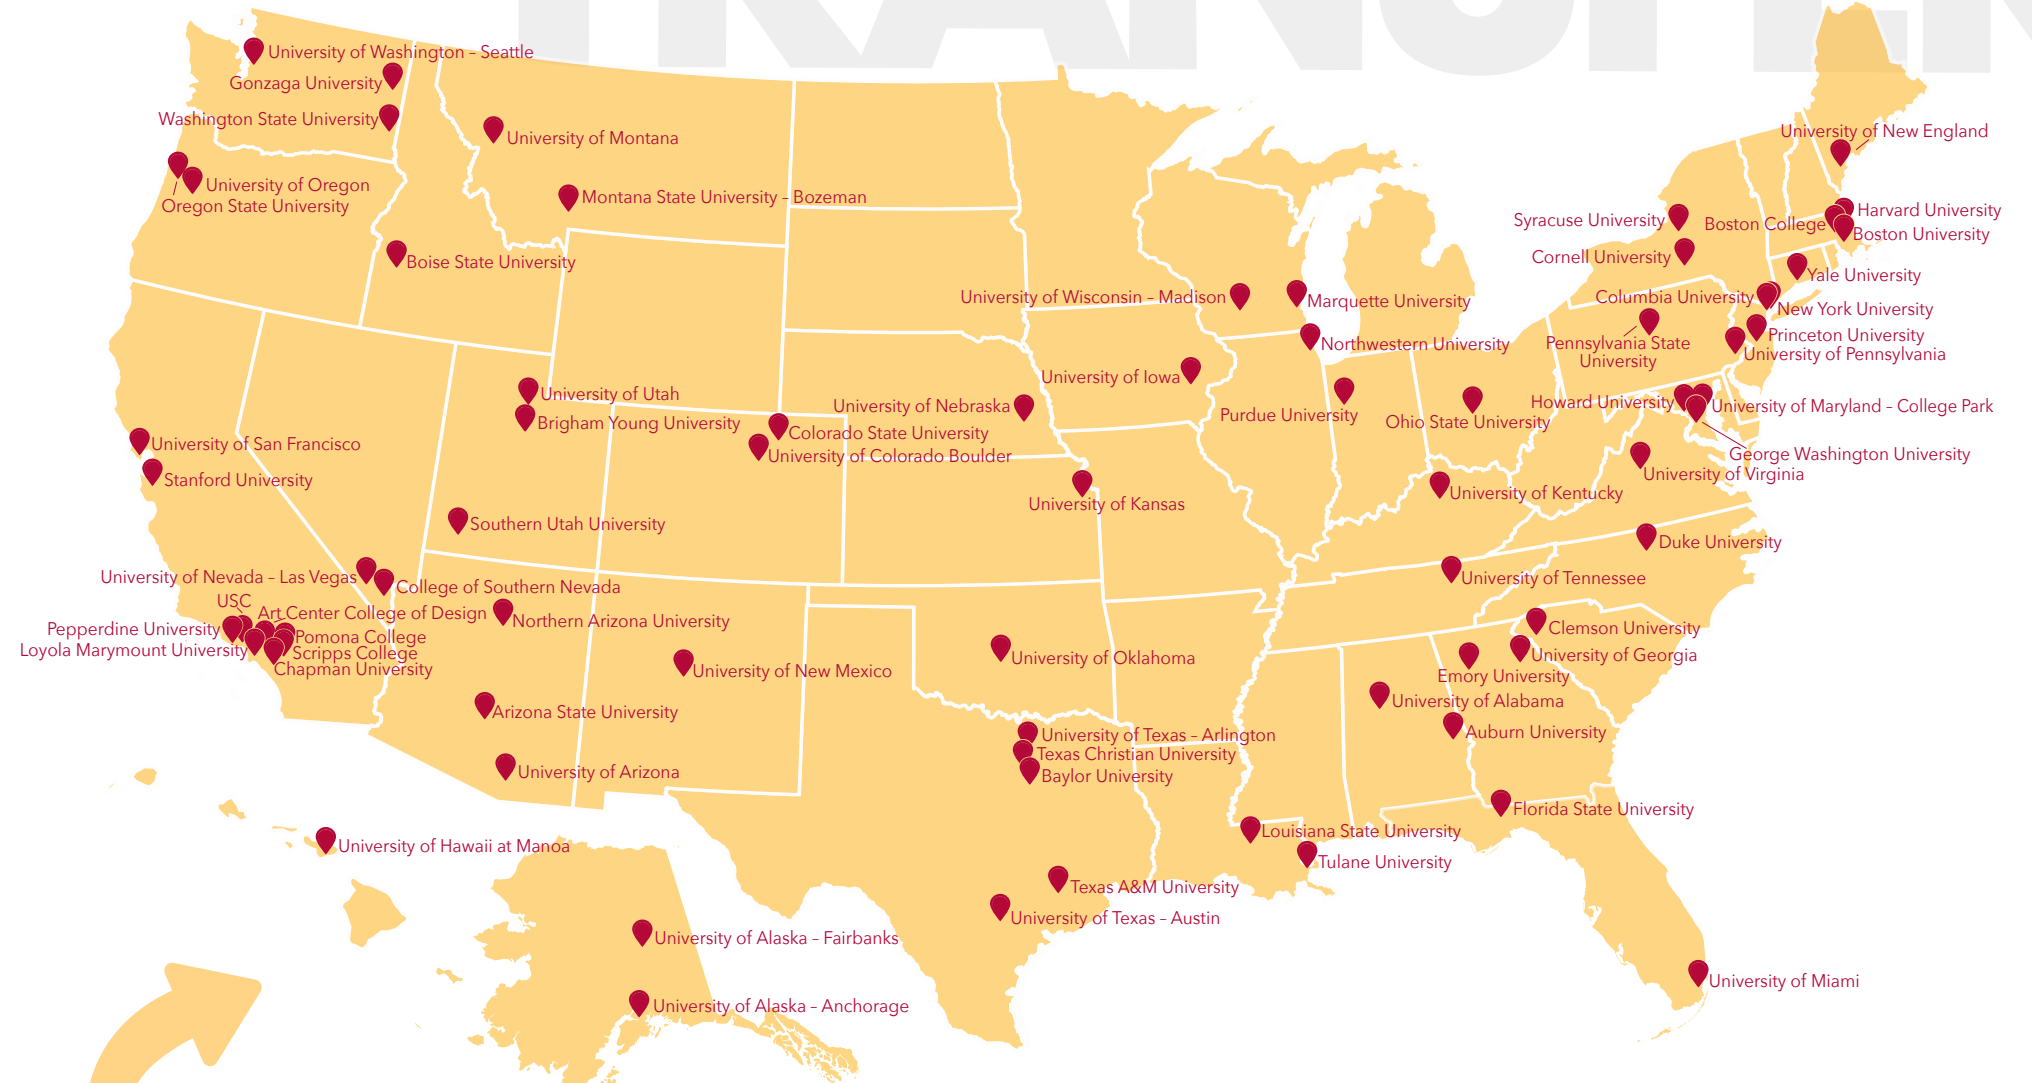 University of Washington – Seattle
Gonzaga University
Washington State University
University of Montana
University of New England
University of Oregon
Oregon State University
Montana State University – Bozeman
Syracuse University
Boston College
Harvard University
Boston University
Boise State University
Cornell University
Yale University
University of Wisconsin – Madison
Marquette University
Columbia University
New York University
Northwestern University
Pennsylvania State
University
Princeton University
University of Pennsylvania
University of Iowa
University of Utah
Brigham Young University
University of Nebraska
Purdue University
Ohio State University
Howard University
University of Maryland – College Park
Colorado State University
University of Colorado Boulder
University of San Francisco
Stanford University
George Washington University
University of Virginia
University of Kansas
University of Kentucky
Southern Utah University
Duke University
University of Nevada – Las Vegas
College of Southern Nevada
University of Tennessee
USC
Art Center College of Design
Northern Arizona University
Pepperdine University
Pomona College
Loyola Marymount University
Scripps College
Chapman University
Clemson University
University of Oklahoma
University of Georgia
University of New Mexico
Emory University
University of Alabama
Arizona State University
Auburn University
University of Texas – Arlington
Texas Christian University
Baylor University
University of Arizona
Florida State University
Louisiana State University
University of Hawaii at Manoa
Tulane University
Texas A&M University
University of Texas – Austin
University of Alaska – Fairbanks
University of Miami
University of Alaska – Anchorage